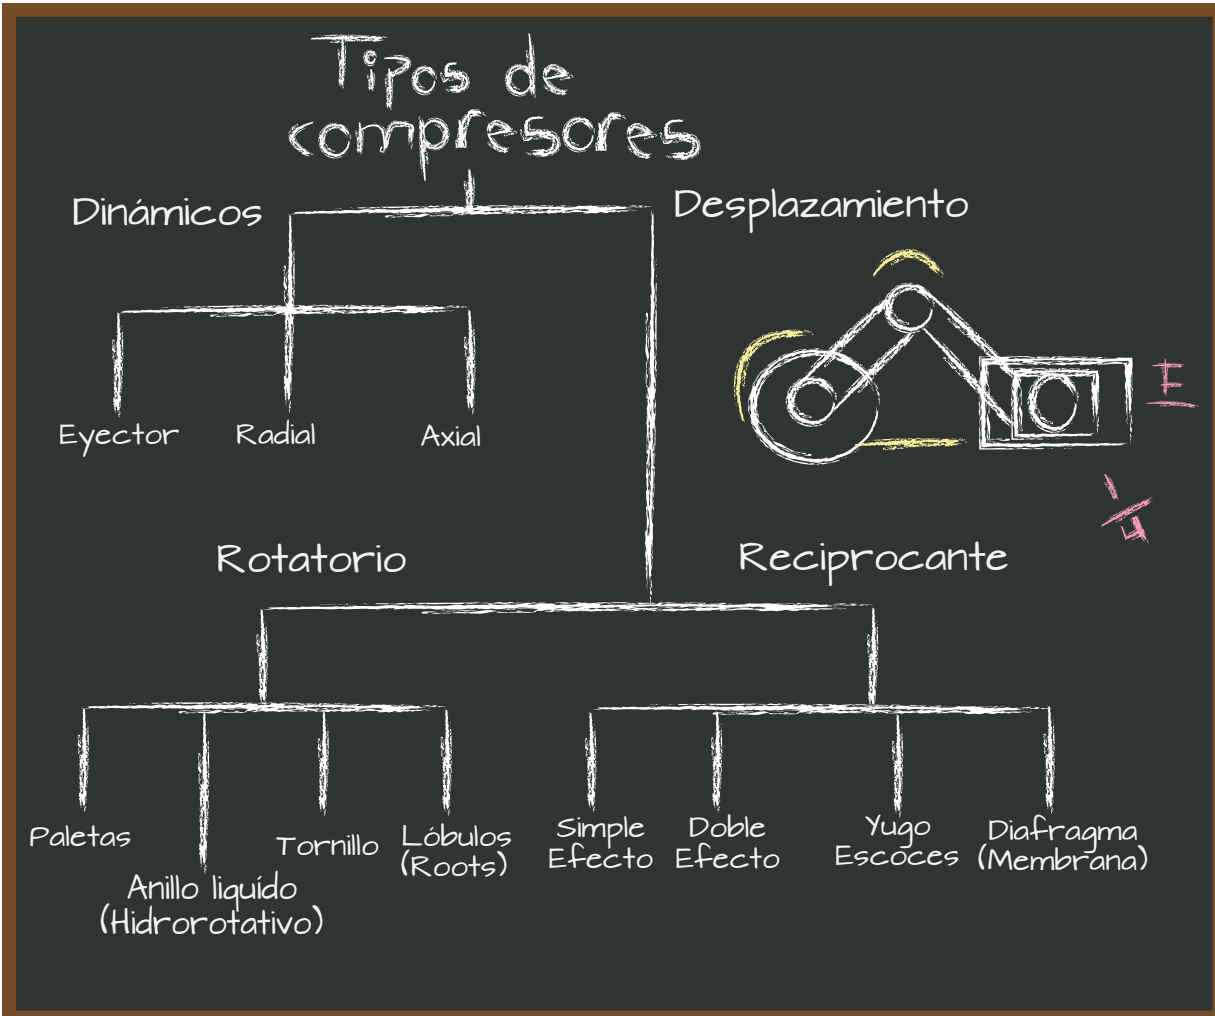 Tipos de
compresores
Dinámicos
Desplazamiento
Eyector
Radial
Axial
E
Rotatorio
Reciprocante
Paletas
Anillo liquído
(Hidrorotativo)
Tornillo
Lóbulos
(Roots)
Simple
Efecto
Doble
Efecto
Yugo
Escoces
Diafragma
(Membrana)